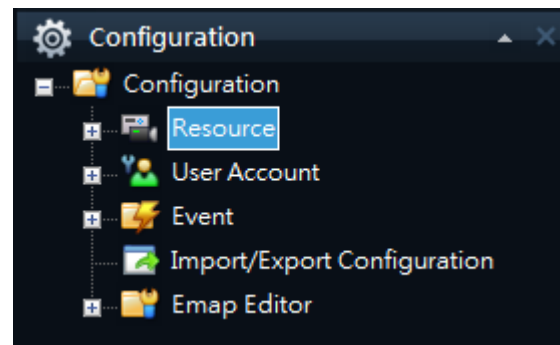 Configuration
Configuration
Resource
User Account
Event
Import/Export Configuration
Emap Editor